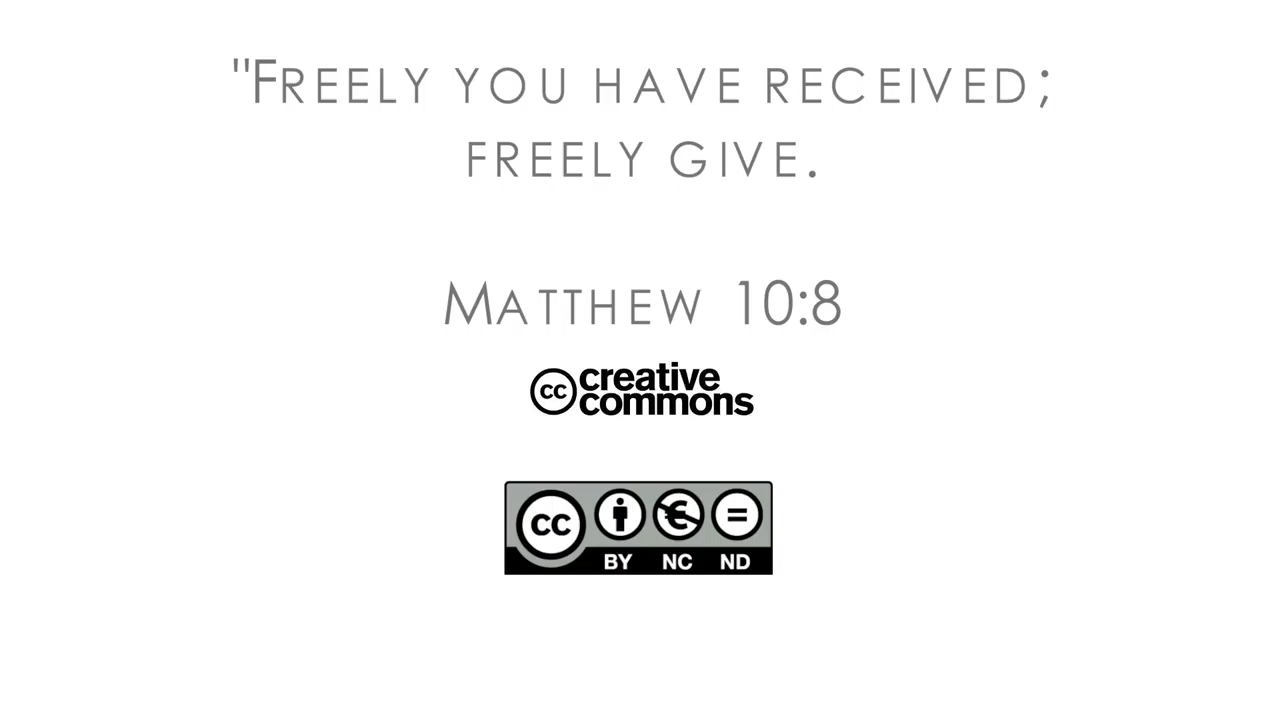 "FREELY YOU HAVE RECEIVED;
FREELY GIVE.
MATTHEW 10:8
cc creative
commons
cc
BY NC ND